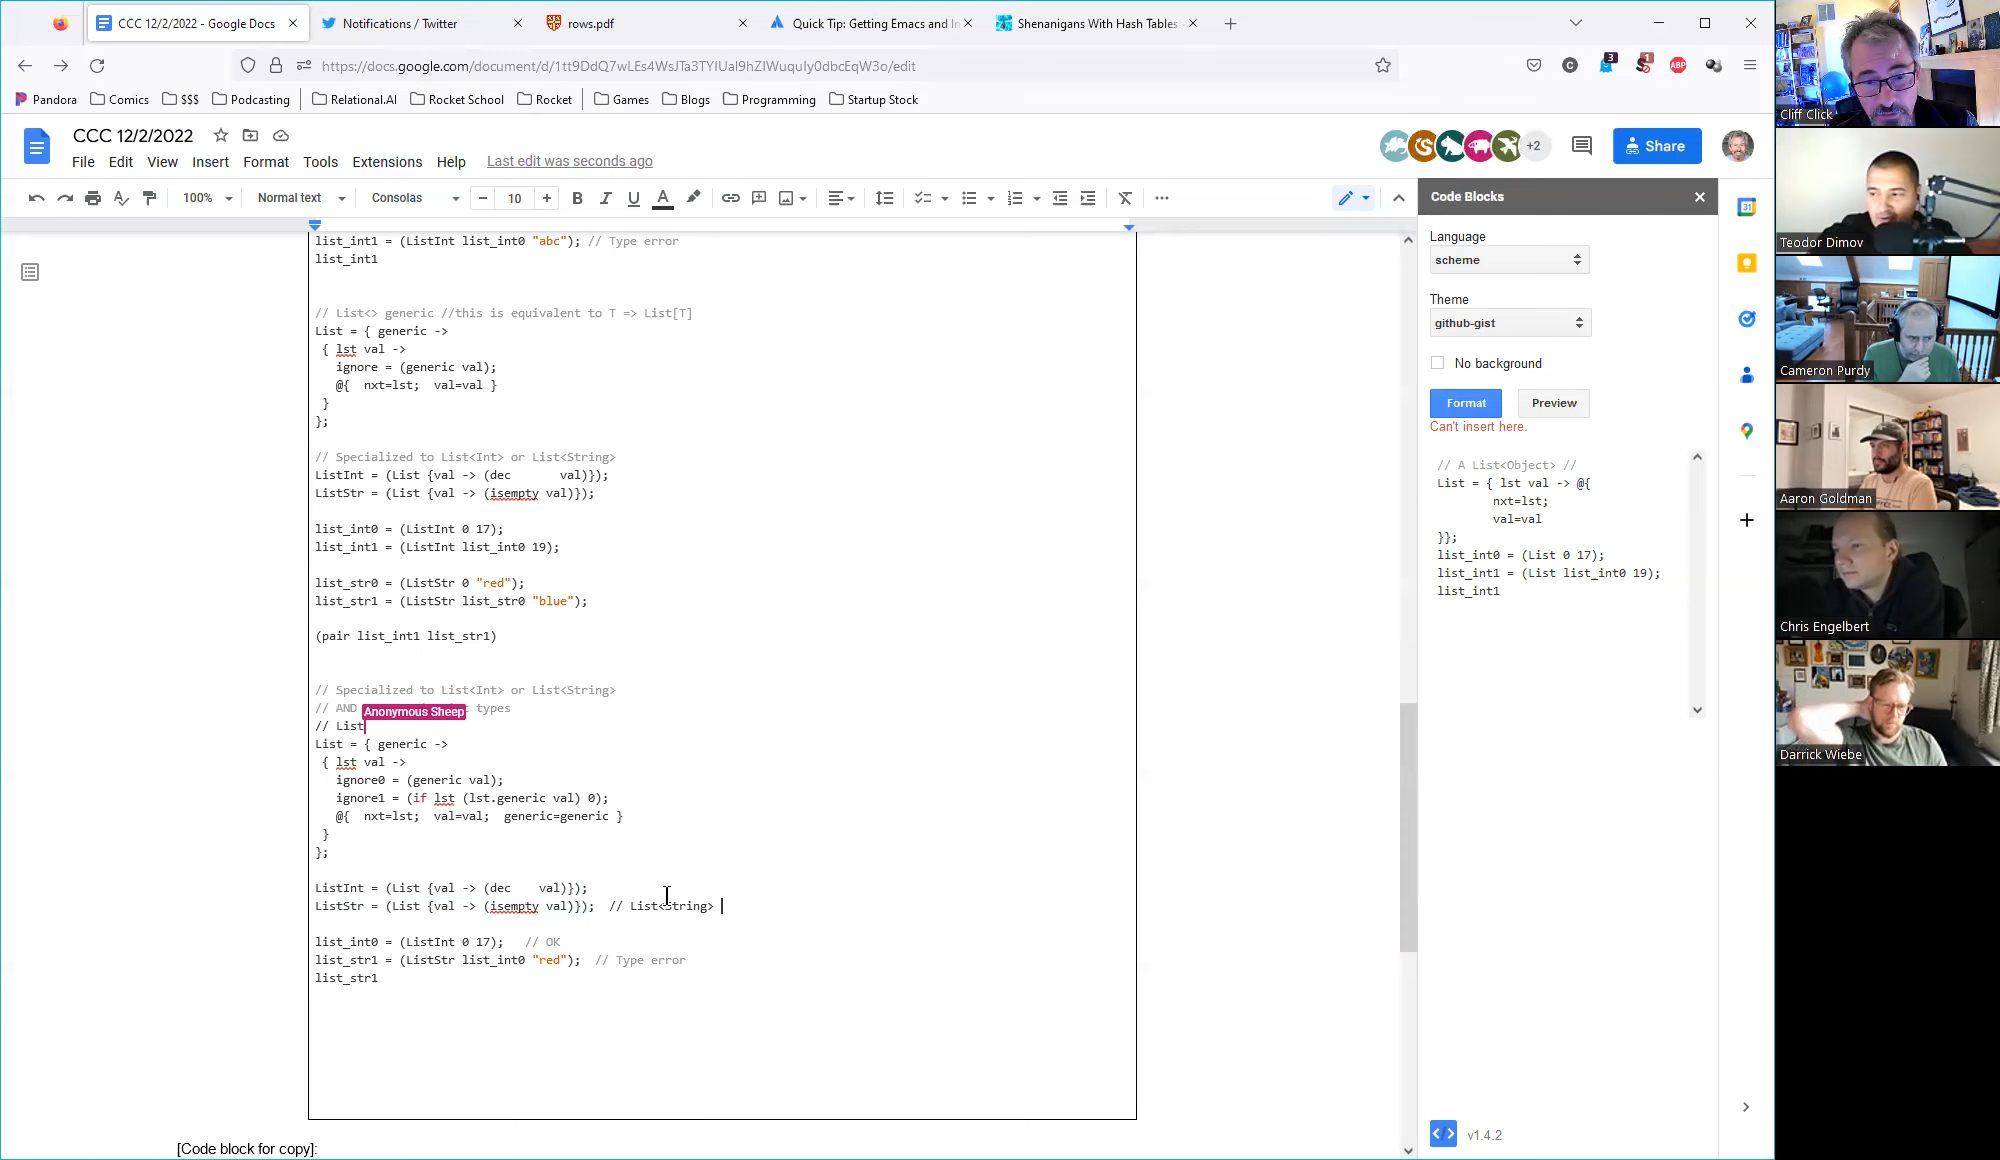 CCC 12/2/2022 - Google Docs
Notifications / Twitter
rows.pdf
Quick Tip: Getting Emacs and In
Shenanigans With Hash Tables
https://docs.google.com/document/d/1tt9DdQ7wLEs4WsJTa3TYIUaI9hZIWuquIy0dbcEqW3o/edit
3
1
ABP
Pandora
Comics
$$$
Podcasting
Relational.AI
Rocket School
Rocket
Games
Blogs
Programming
Startup Stock
CCC 12/2/2022
+2
Share
File Edit View Insert Format Tools Extensions Help
Last edit was seconds ago
100%
Normal text
Consolas
10
B I U A
list_int1 = (ListInt list_int0 "abc"); // Type error
list_int1
// List<> generic //this is equivalent to T => List[T]
List = { generic ->
{ lst val ->
ignore = (generic val);
@{ nxt=lst; val=val }
}
};
// Specialized to List<Int> or List<String>
ListInt = (List {val -> (dec val)});
ListStr = (List {val -> (isempty val)});
list_int0 = (ListInt 0 17);
list_int1 = (ListInt list_int0 19);
list_str0 = (ListStr 0 "red");
list_str1 = (ListStr list_str0 "blue");
(pair list_int1 list_str1)
// Specialized to List<Int> or List<String>
// AND types
Anonymous Sheep
// List
List = { generic ->
{ lst val ->
ignore0 = (generic val);
ignore1 = (if lst (lst.generic val) 0);
@{ nxt=lst; val=val; generic=generic }
}
};
ListInt = (List {val -> (dec val)});
ListStr = (List {val -> (isempty val)}); // List<String>
list_int0 = (ListInt 0 17); // OK
list_str1 = (ListStr list_int0 "red"); // Type error
list_str1
[Code block for copy]:
Code Blocks
Language
scheme
Theme
github-gist
No background
Format
Preview
Can't insert here.
// A List<Object> //
List = { lst val -> @{
nxt=lst;
val=val
}};
list_int0 = (List 0 17);
list_int1 = (List list_int0 19);
list_int1
v1.4.2
31
Cliff Click
Teodor Dimov
Cameron Purdy
Aaron Goldman
Chris Engelbert
Darrick Wiebe